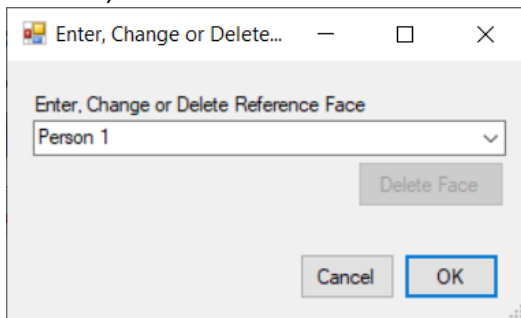 Enter, Change or Delete...
Enter, Change or Delete Reference Face
Person 1
Delete Face
Cancel OK